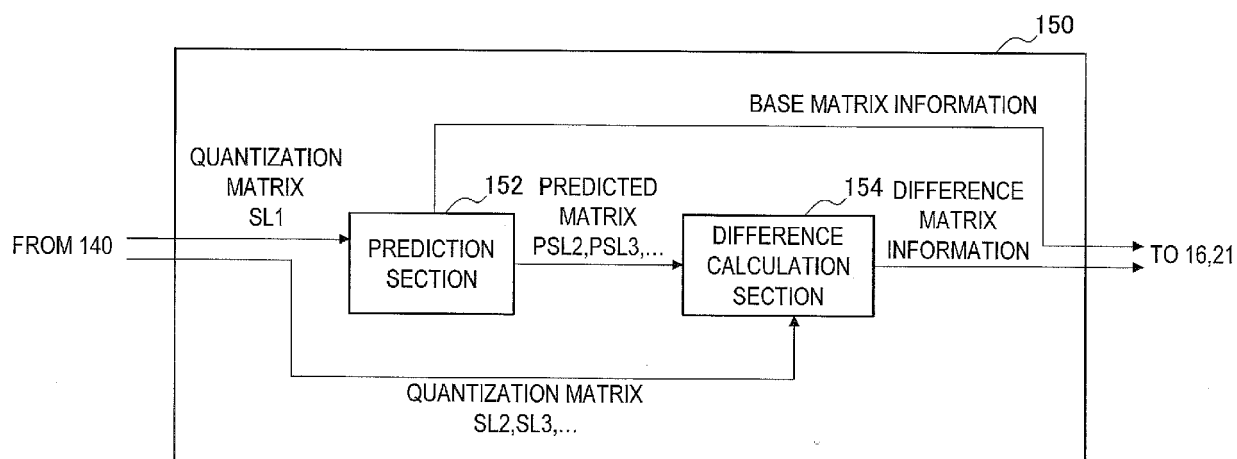 150
BASE MATRIX INFORMATION
QUANTIZATION
MATRIX
SL1
152
PREDICTED
MATRIX
PSL2,PSL3,...
154
DIFFERENCE
MATRIX
INFORMATION
FROM 140
PREDICTION
SECTION
DIFFERENCE
CALCULATION
SECTION
TO 16,21
QUANTIZATION MATRIX
SL2,SL3,...